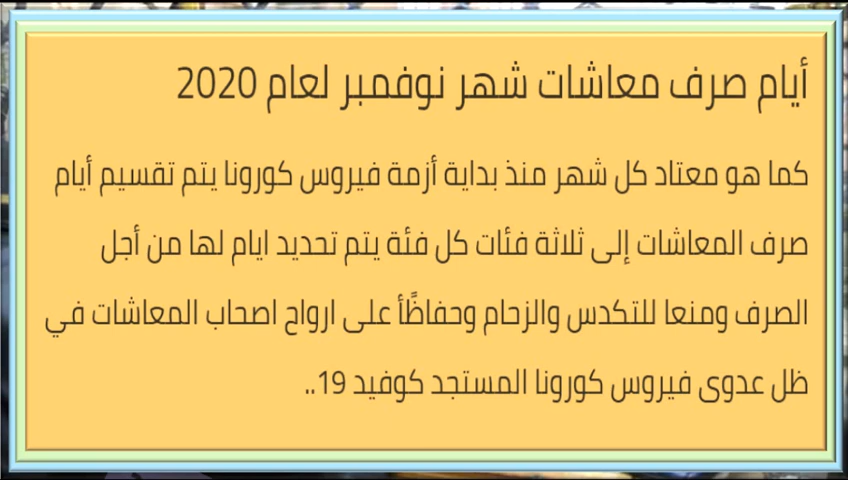 أيام صرف معاشات شهر نوفمبر لعام 2020
كما هو معتاد كل شهر منذ بداية أزمة فيروس كورونا يتم تقسيم أيام
صرف المعاشات إلى ثلاثة فئات كل فئة يتم تحديد ايام لها من أجل
الصرف ومنعا للتكدس والزحام وحفاظًأ على ارواح اصحاب المعاشات في
ظل عدوى فيروس كورونا المستجد كوفيد 19..